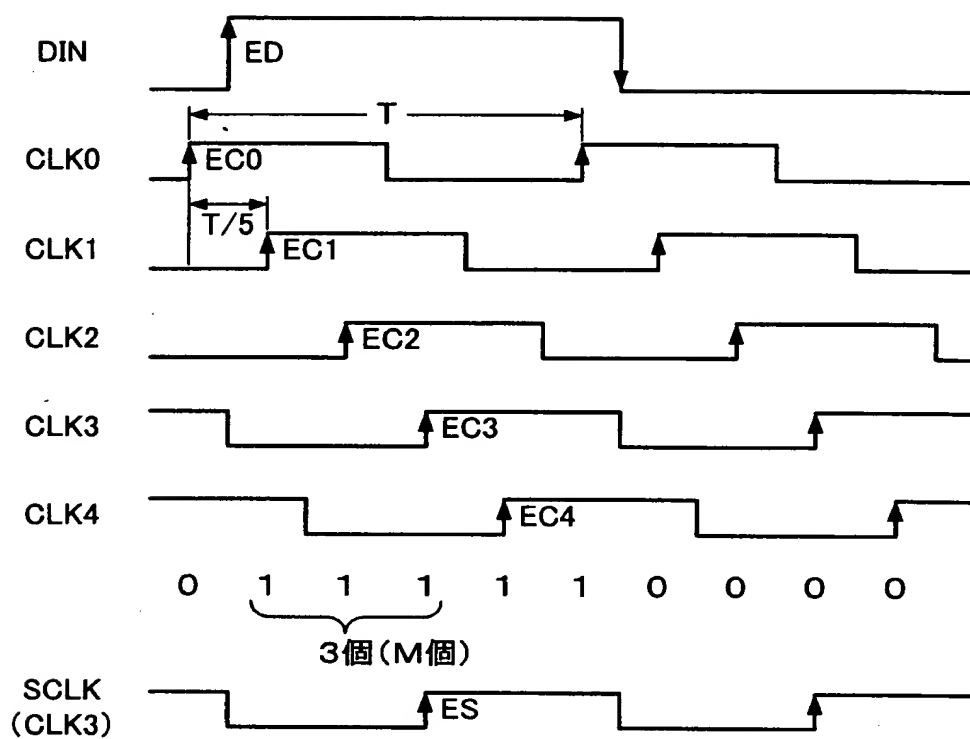 DIN
ED
T
CLK0
EC0
T/5
CLK1
EC1
CLK2
EC2
CLK3
EC3
CLK4
EC4
0 1 1 1 1 1 0 0 0 0
3個(M個)
SCLK
(CLK3)
ES